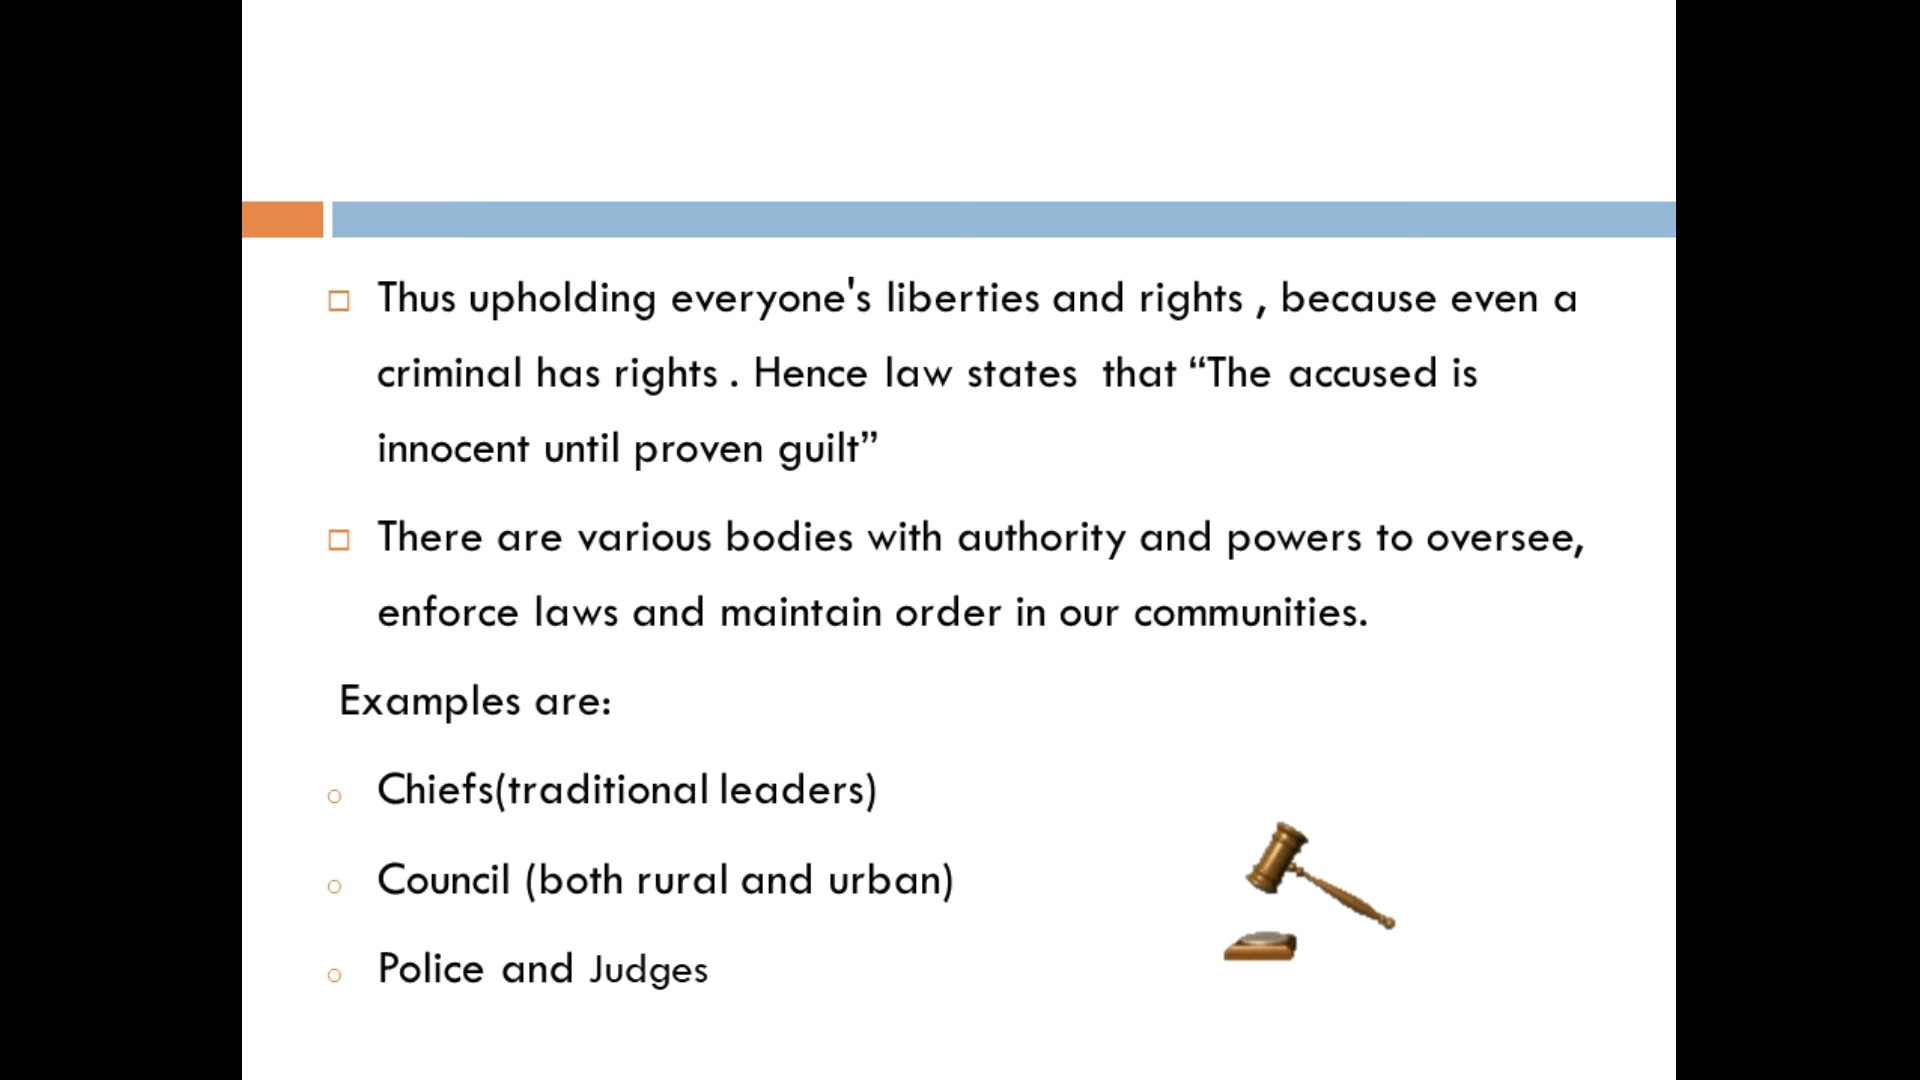 Thus upholding everyone's liberties and rights , because even a
criminal has rights . Hence law states  that “The accused is
innocent until proven guilt”
There are various bodies with authority and powers to oversee,
enforce laws and maintain order in our communities.
Examples are:
Chiefs(traditional leaders)
Council (both rural and urban)
Police and Judges